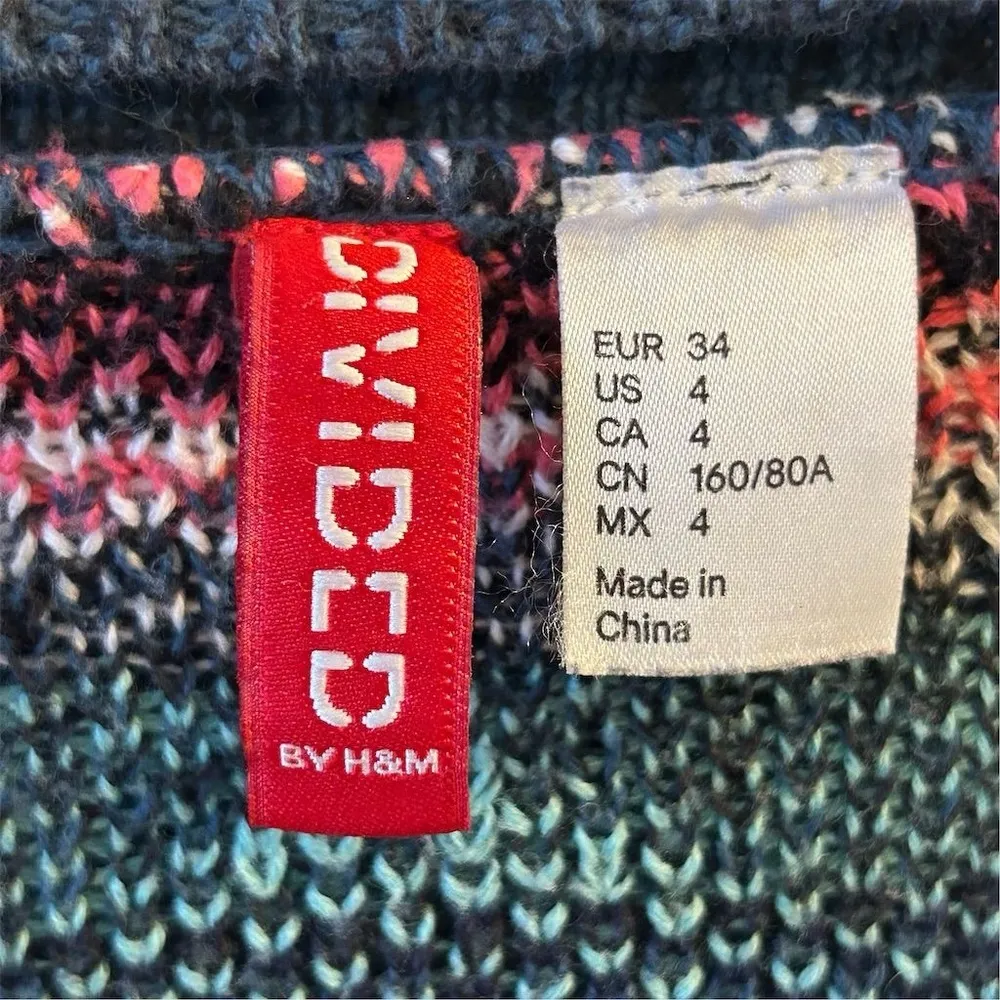 DIVIDED
BY H&M
EUR 34
US 4
CA 4
CN 160/80A
MX 4
Made in
China